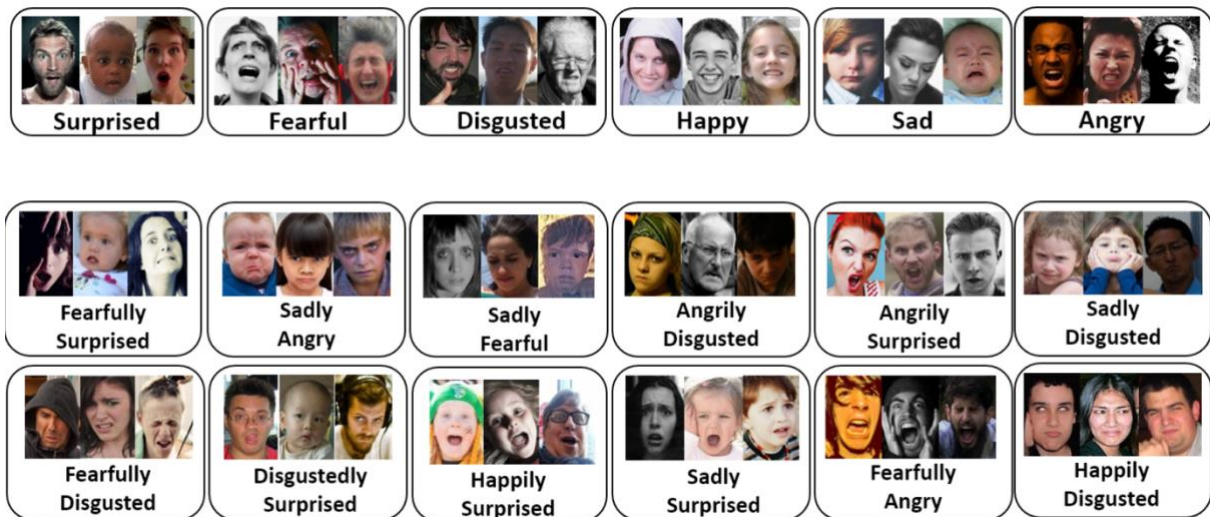 Surprised
Fearful
Disgusted
Happy
Sad
Angry
Fearfully
Surprised
Sadly
Angry
Sadly
Fearful
Angrily
Disgusted
Angrily
Surprised
Sadly
Disgusted
Fearfully
Disgusted
Disgustedly
Surprised
Happily
Surprised
Sadly
Surprised
Fearfully
Angry
Happily
Disgusted